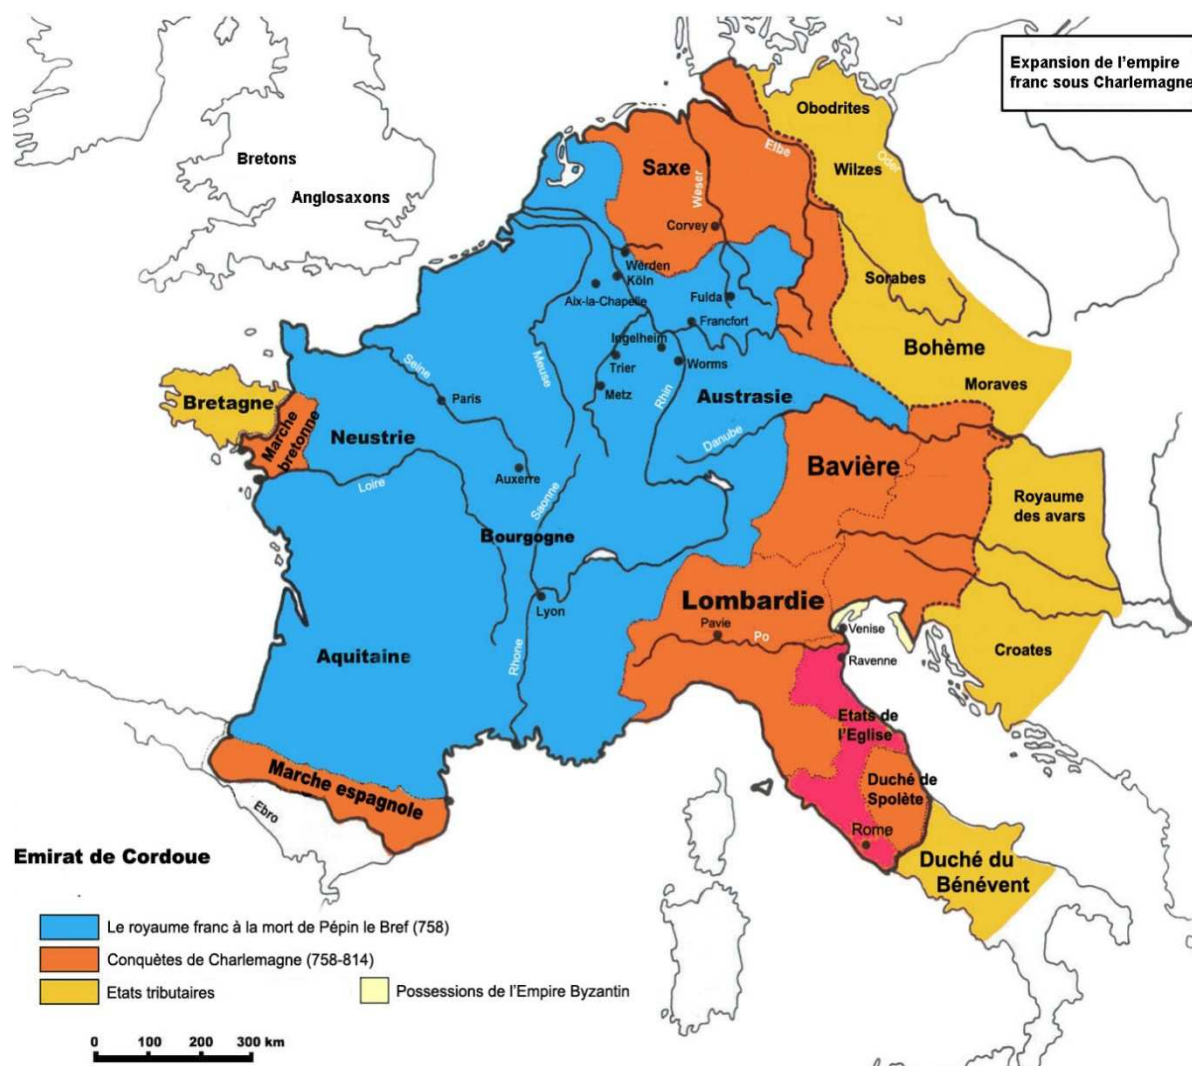 Expansion de l'empire
franc sous Charlemagne
Obodrites
Bretons
Anglosaxons
Saxe
Elbe
Oder
Wilzes
Weser
Corvey
Wërden
Köln
Sorabes
Aix-la-Chapelle
Fulda
Francfort
Ingelheim
Bohème
Seine
Meuse
Trier
Worms
Moraves
Bretagne
Paris
Metz
Rhin
Austrasie
Marche
bretonne
Neustrie
Danube
Bavière
Loire
Auxerre
Saonne
Royaume
des avars
Bourgogne
Lyon
Lombardie
Pavie
Po
Venise
Aquitaine
Rhone
Ravenne
Croates
Etats de
l'Eglise
Marche espagnole
Duché de
Spolète
Ebro
Rome
Emirat de Cordoue
Duché du
Bénévent
Le royaume franc à la mort de Pépin le Bref (758)
Conquètes de Charlemagne (758-814)
Etats tributaires
Possessions de l'Empire Byzantin
0 100 200 300 km